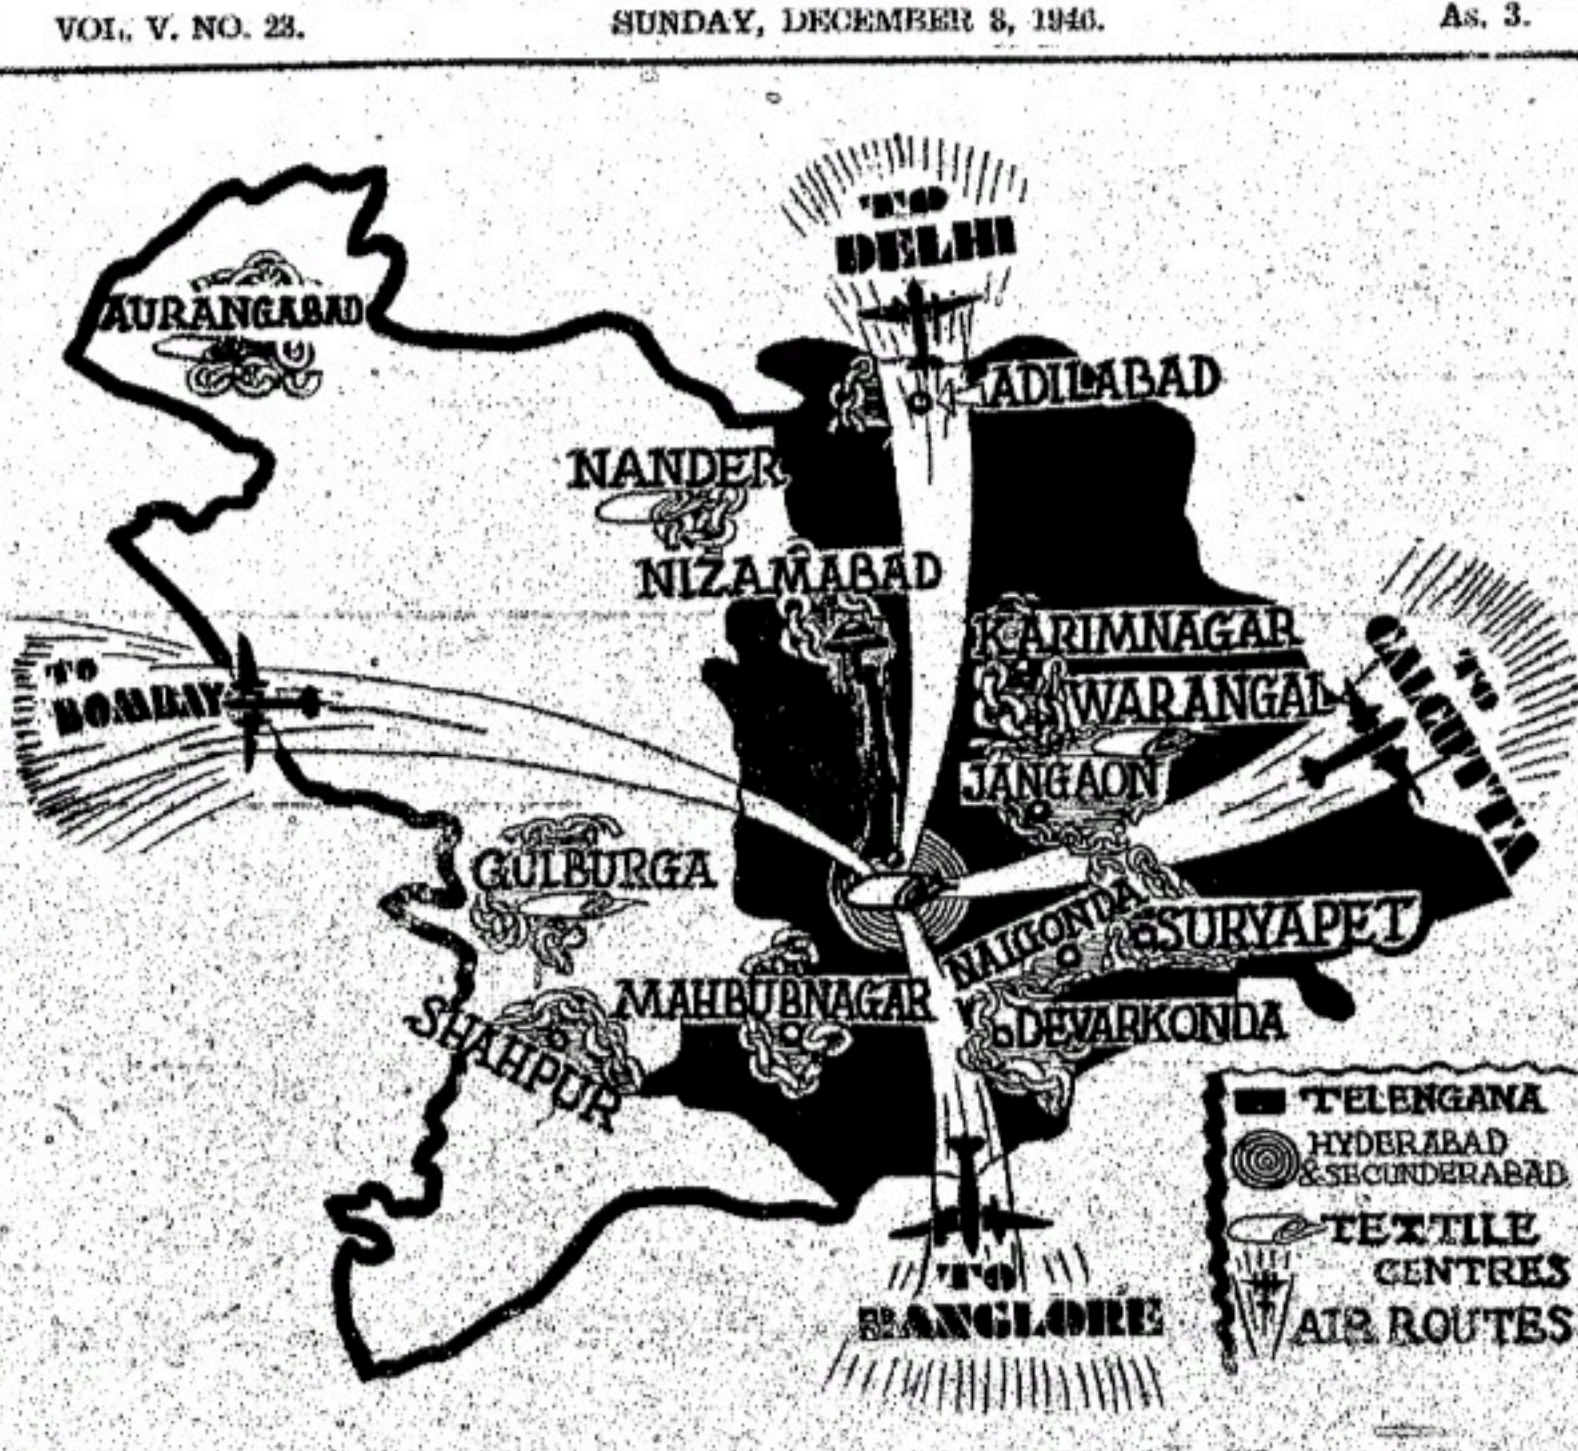 VOL. V. NO. 23.
SUNDAY, DECEMBER 8, 1946.
As. 3.
TO
DELHI
AURANGABAD
ADILABAD
NANDER
NIZAMABAD
KARIMNAGAR
TO
CALCUTTA
TO
BOMBAY
WARANGAL
JANGAON
GULBURGA
NALGONDA
SURYAPET
MAHBUBNAGAR
DEVARKONDA
SHAHPUR
TELENGANA
HYDERABAD
& SECUNDERABAD
TEXTILE
CENTRES
AIR ROUTES
TO
BANGLORE